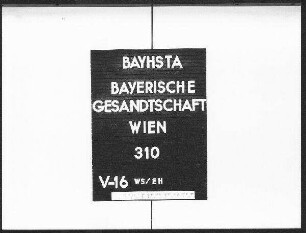 BAYHSTA
BAYERISCHE
GESANDTSCHAFT
WIEN
310
V-16 WS/EH